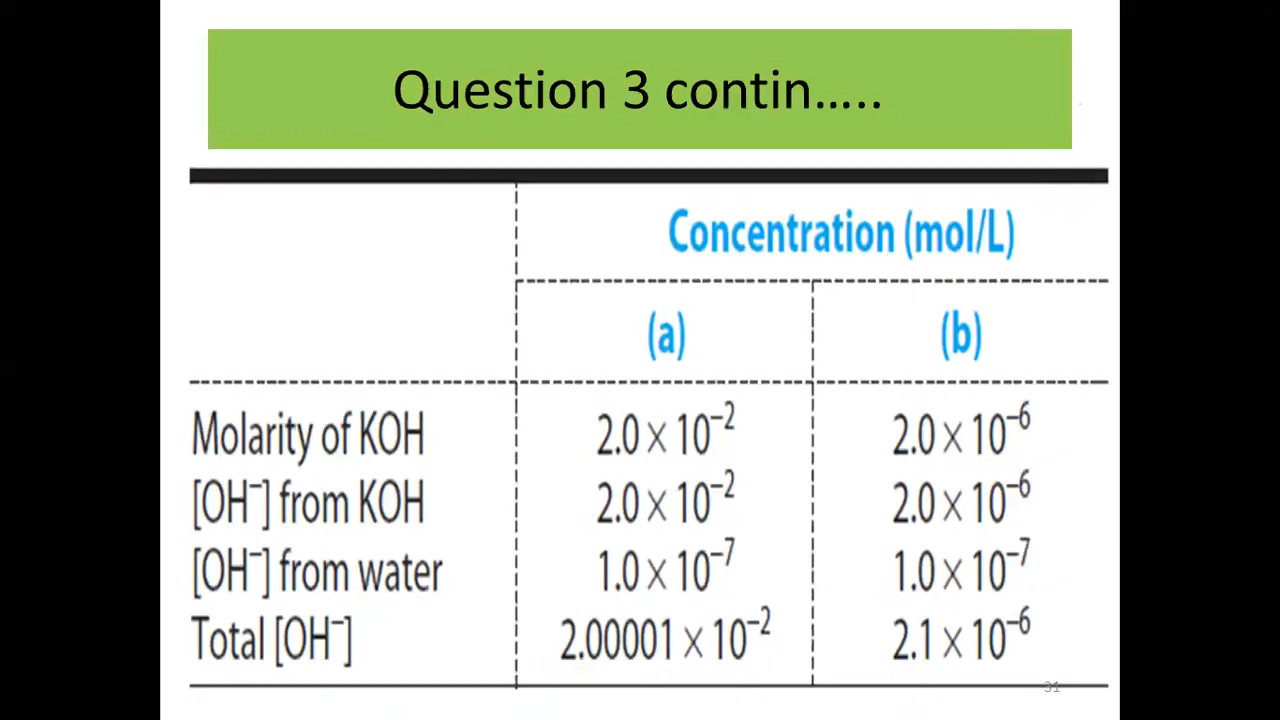 Question 3 contin…..
Concentration (mol/L)
(a) (b)
Molarity of KOH 2.0 × 10⁻² 2.0 × 10⁻⁶
[OH⁻] from KOH 2.0 × 10⁻² 2.0 × 10⁻⁶
[OH⁻] from water 1.0 × 10⁻⁷ 1.0 × 10⁻⁷
Total [OH⁻] 2.00001 × 10⁻² 2.1 × 10⁻⁶
31